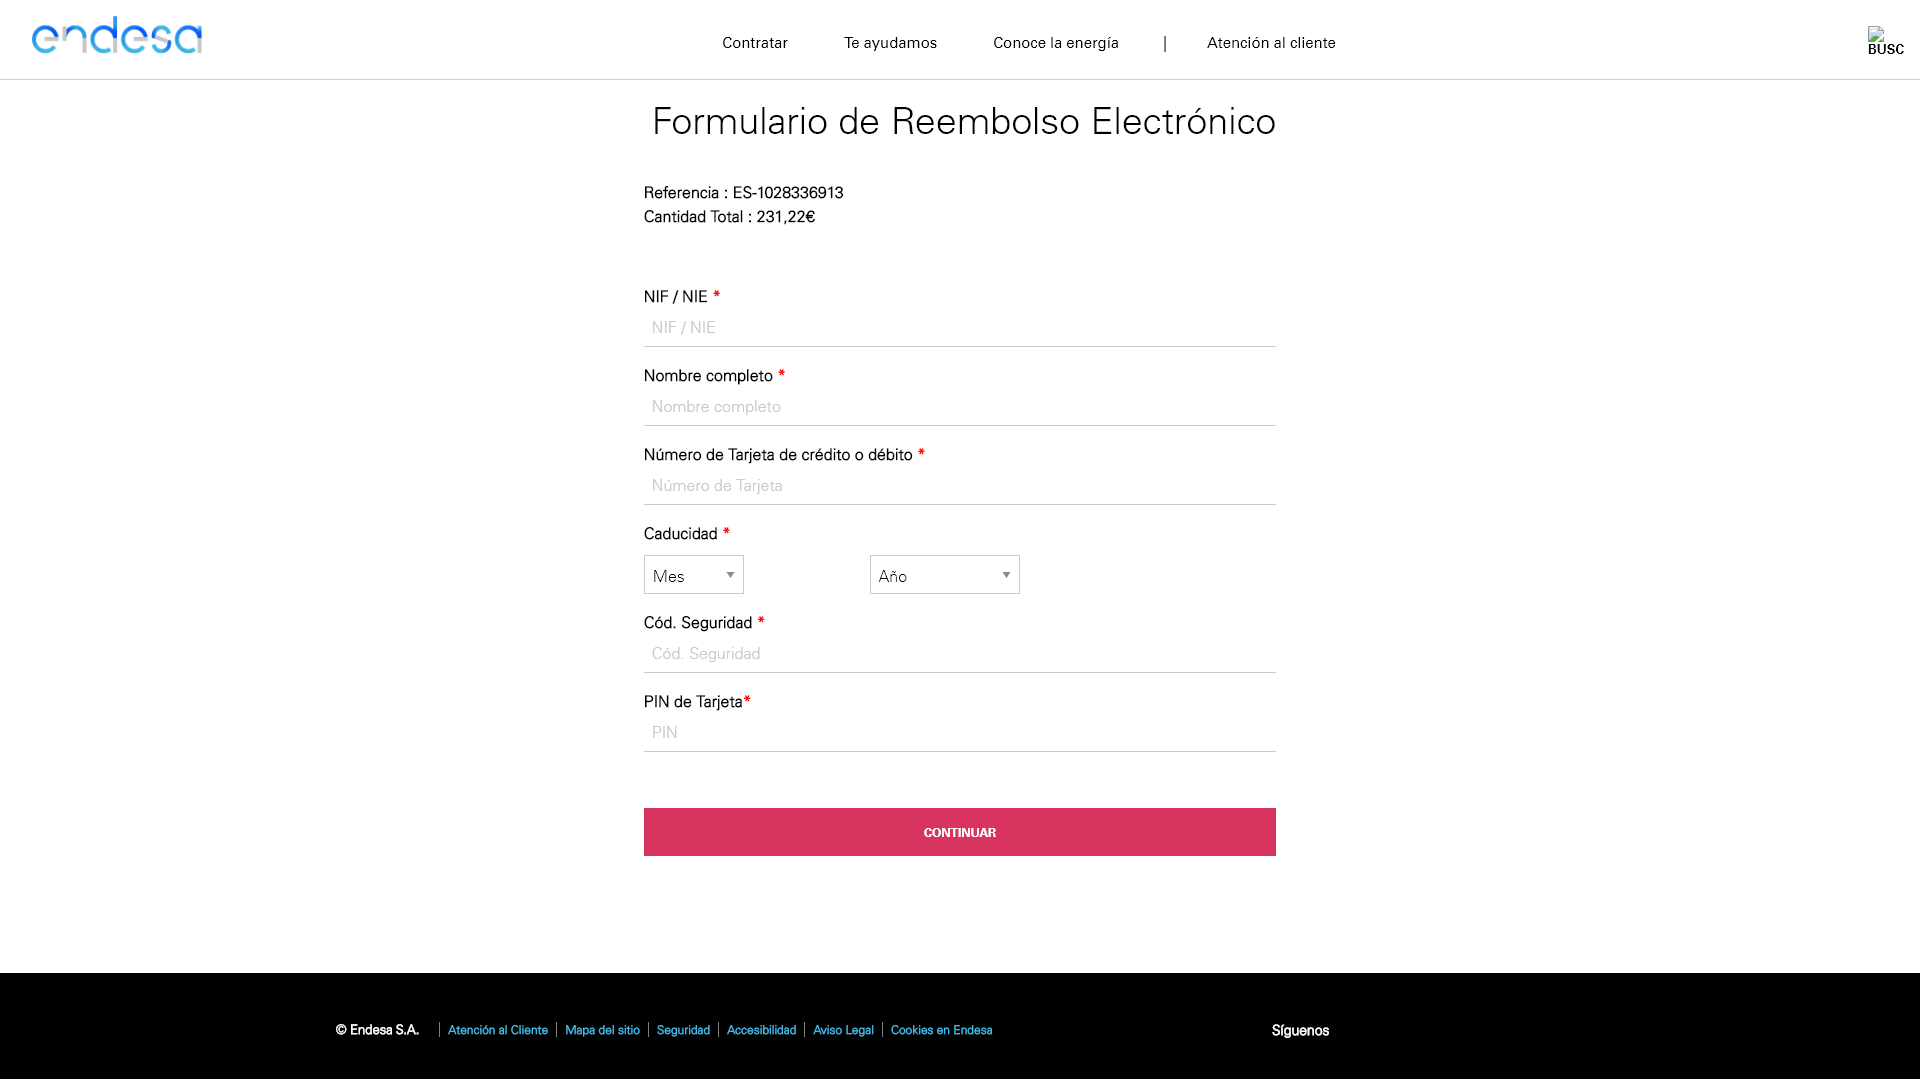 endesa
Contratar
Te ayudamos
Conoce la energía
|
Atención al cliente
BUSC
Formulario de Reembolso Electrónico
Referencia : ES-1028336913
Cantidad Total : 231,22€
NIF / NIE *
NIF / NIE
Nombre completo *
Nombre completo
Número de Tarjeta de crédito o débito *
Número de Tarjeta
Caducidad *
Mes
Año
Cód. Seguridad *
Cód. Seguridad
PIN de Tarjeta*
PIN
CONTINUAR
© Endesa S.A.
Atención al Cliente
Mapa del sitio
Seguridad
Accesibilidad
Aviso Legal
Cookies en Endesa
Síguenos